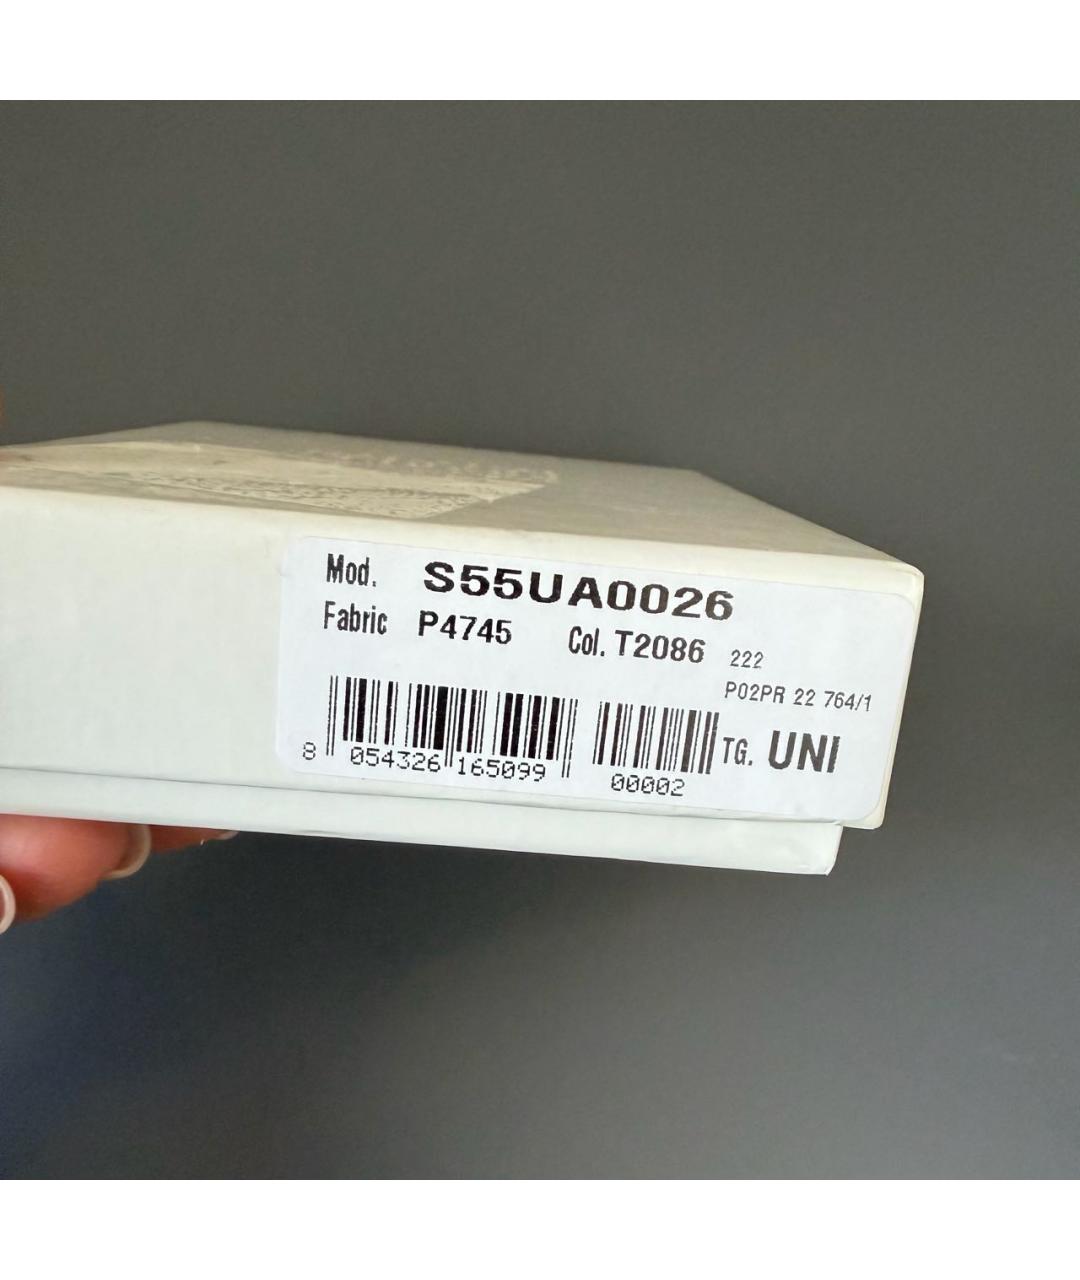 Mod. S55UA0026
Fabric P4745 Col. T2086 222
P02PR 22 764/1
8 054326 165099 00002 TG. UNI